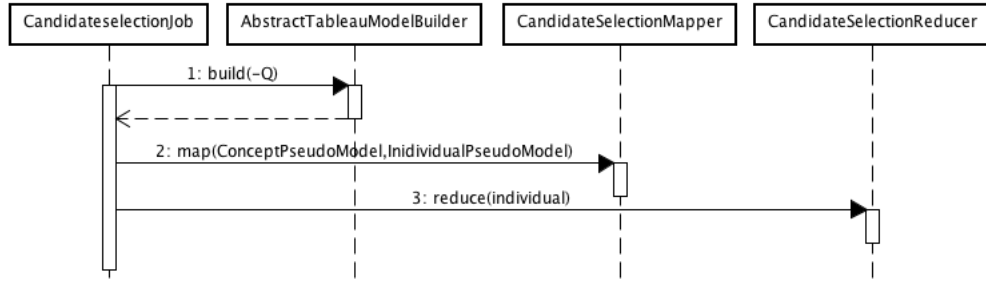 CandidateselectionJob
AbstractTableauModelBuilder
CandidateSelectionMapper
CandidateSelectionReducer
1: build(-Q)
2: map(ConceptPseudoModel,InidividualPseudoModel)
3: reduce(individual)